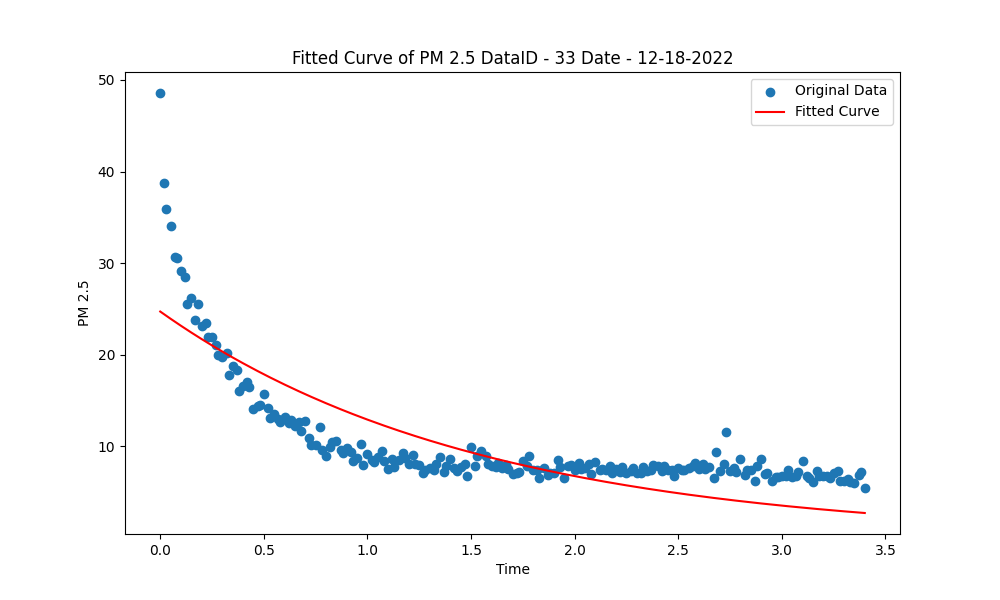 Fitted Curve of PM 2.5 DataID - 33 Date - 12-18-2022
Original Data
Fitted Curve
50
40
30
20
10
PM 2.5
0.0 0.5 1.0 1.5 2.0 2.5 3.0 3.5
Time